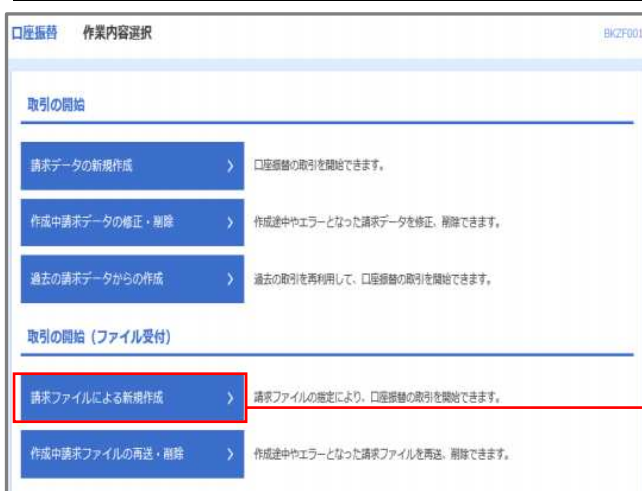 口座振替 作業内容選択 BKZF001
取引の開始
請求データの新規作成 > 口座振替の取引を開始できます。
作成中請求データの修正・削除 > 作成途中やエラーとなった請求データを修正、削除できます。
過去の請求データからの作成 > 過去の取引を再利用して、口座振替の取引を開始できます。
取引の開始（ファイル受付）
請求ファイルによる新規作成 > 請求ファイルの指定により、口座振替の取引を開始できます。
作成中請求ファイルの再送・削除 > 作成途中やエラーとなった請求ファイルを再送、削除できます。